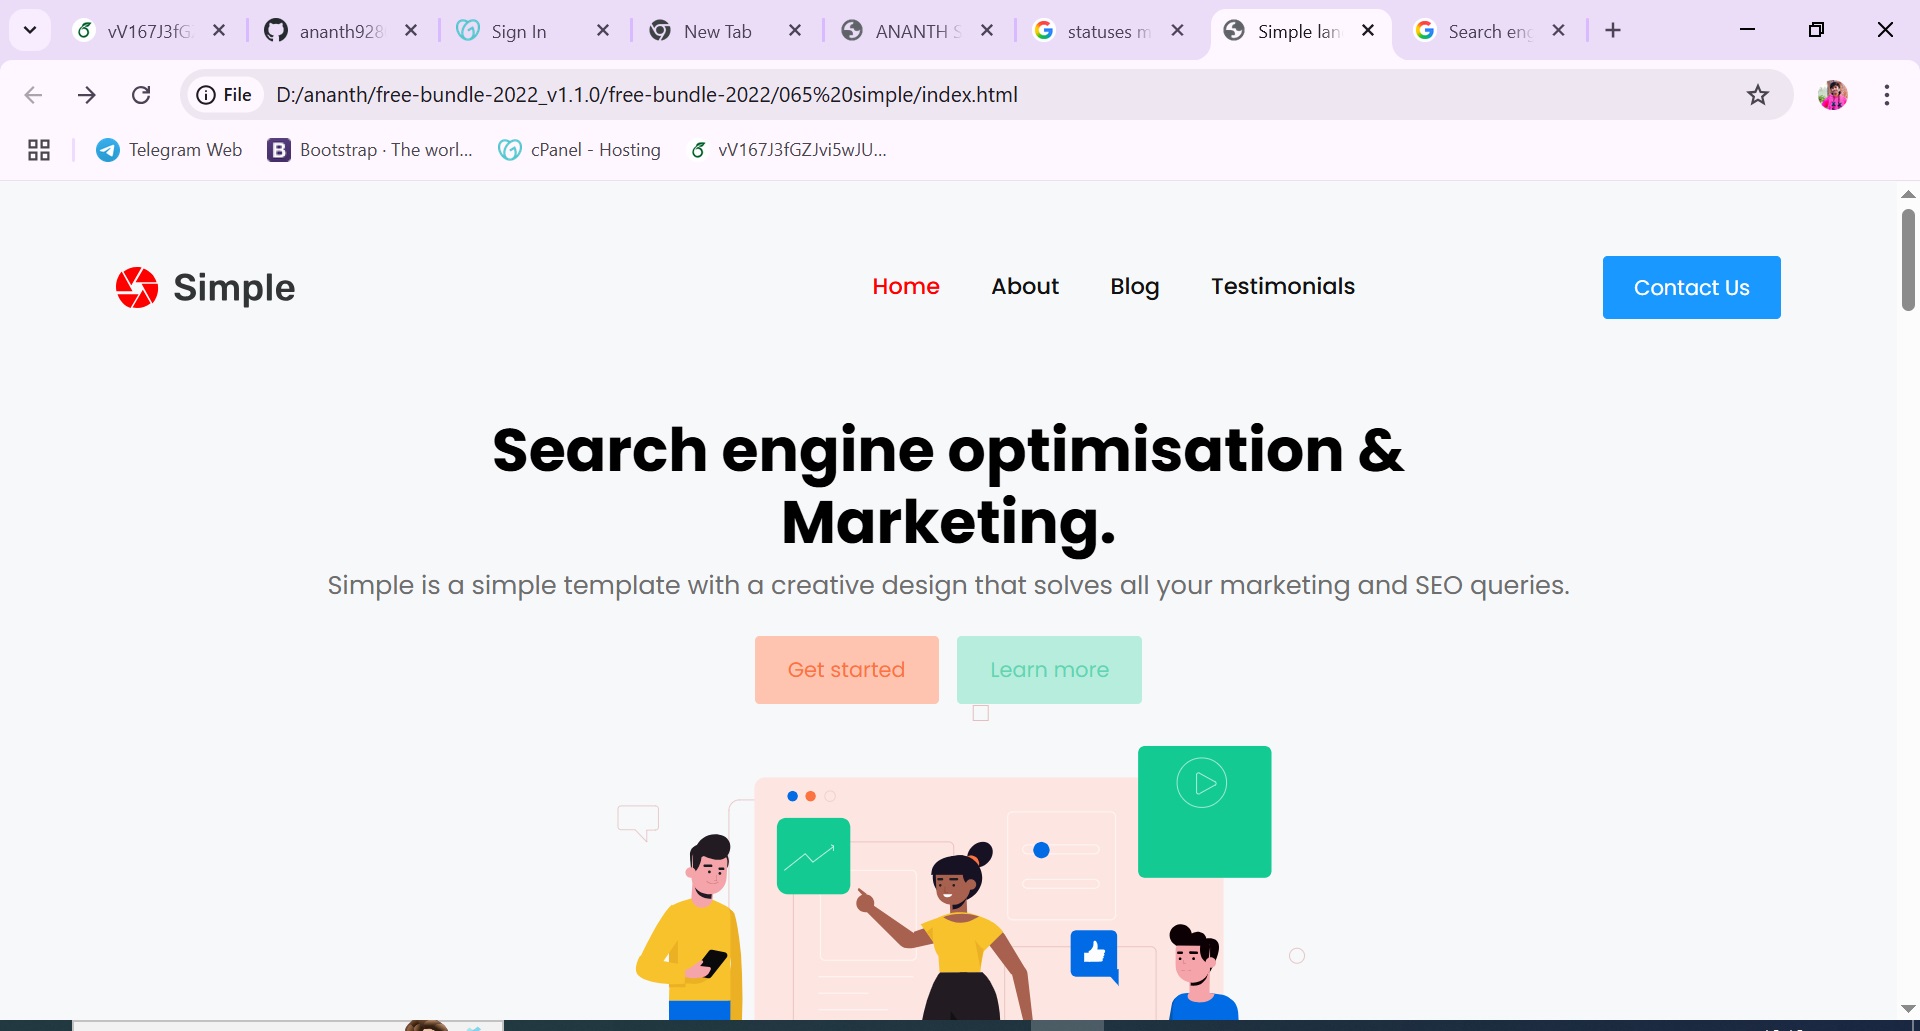 vV167J3fG
ananth928
Sign In
New Tab
ANANTH S
statuses m
Simple lan
Search eng
File
D:/ananth/free-bundle-2022_v1.1.0/free-bundle-2022/065%20simple/index.html
Telegram Web
Bootstrap · The worl...
cPanel - Hosting
vV167J3fGZJvi5wJU...
Simple
Home
About
Blog
Testimonials
Contact Us
Search engine optimisation &
Marketing.
Simple is a simple template with a creative design that solves all your marketing and SEO queries.
Get started
Learn more